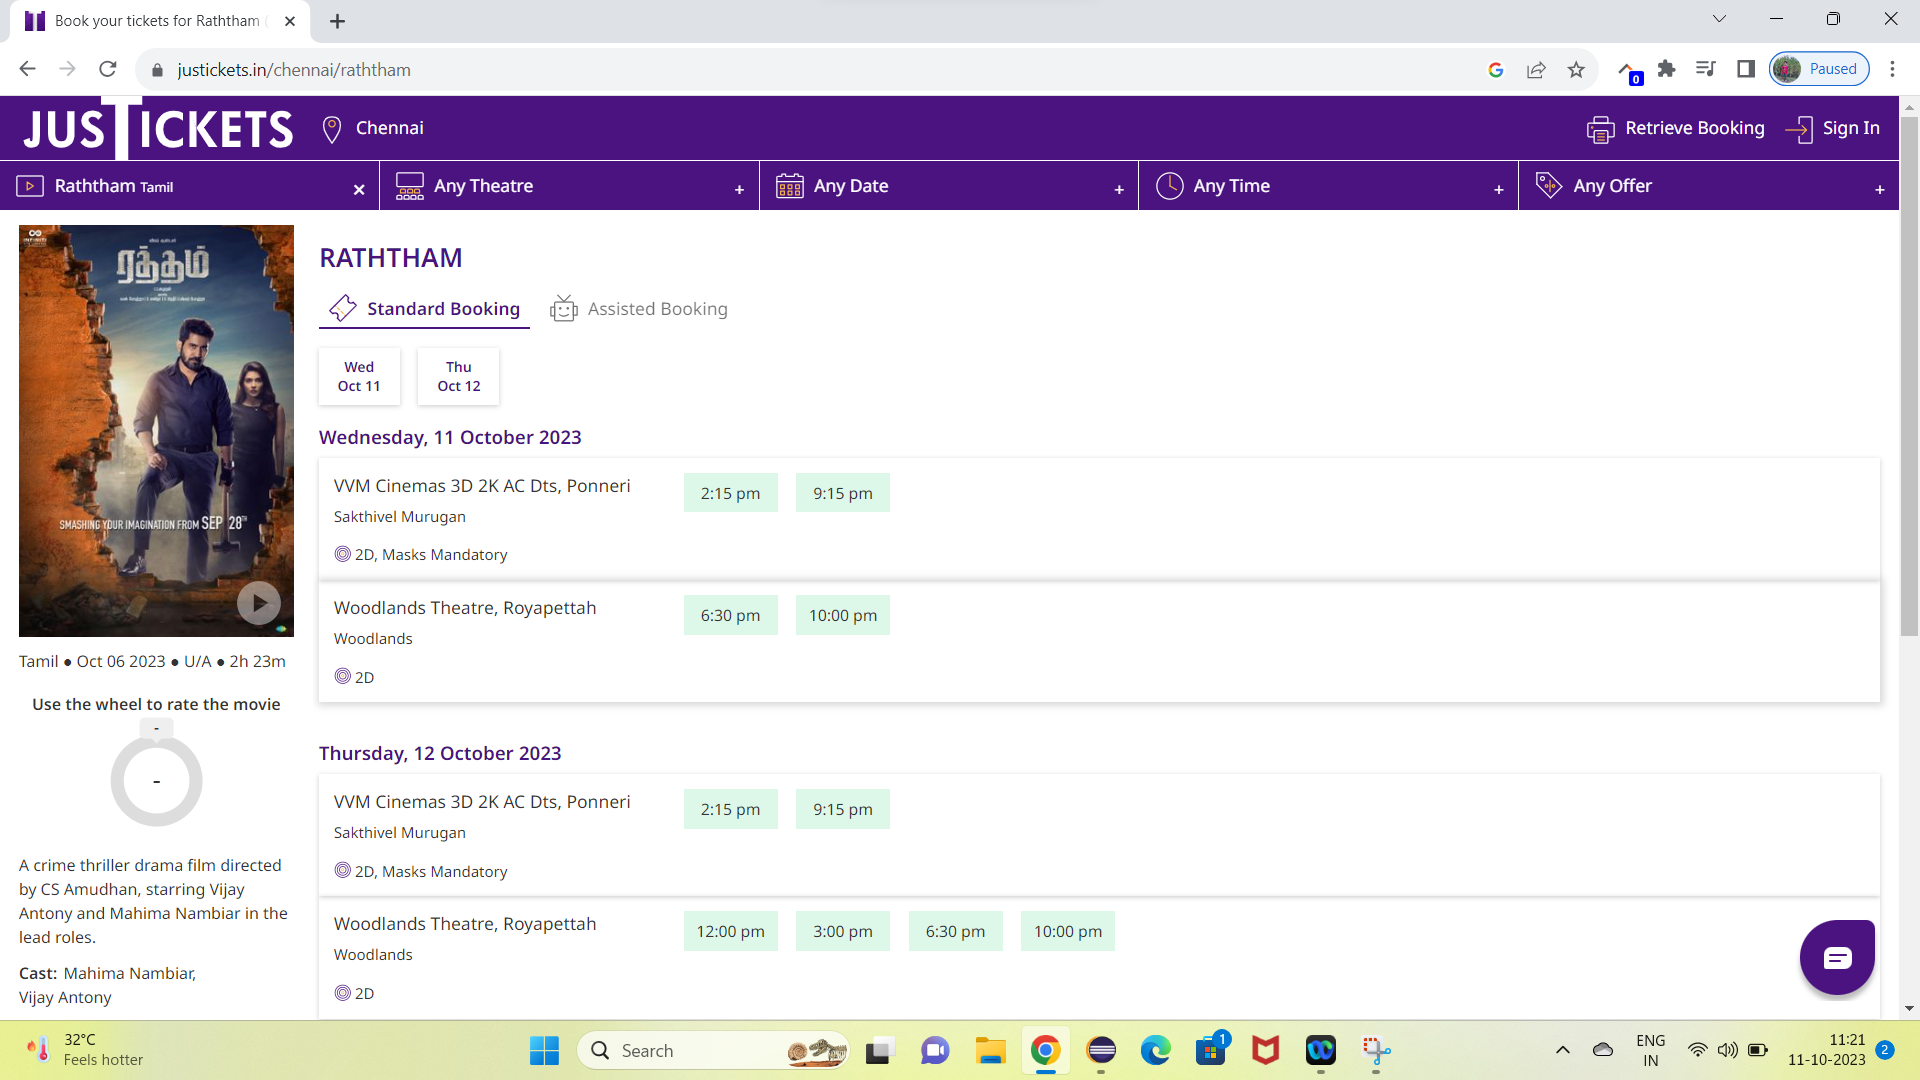 Book your tickets for Raththam (
justickets.in/chennai/raththam
0
Paused
JUSTICKETS
Chennai
Retrieve Booking
Sign In
Raththam Tamil
Any Theatre
+
Any Date
+
Any Time
+
Any Offer
+
INFINITI
ரத்தம்
SMASHING YOUR IMAGINATION FROM SEP 28TH
Tamil ● Oct 06 2023 ● U/A ● 2h 23m
Use the wheel to rate the movie
-
-
A crime thriller drama film directed
by CS Amudhan, starring Vijay
Antony and Mahima Nambiar in the
lead roles.
Cast: Mahima Nambiar,
Vijay Antony
RATHTHAM
Standard Booking
Assisted Booking
Wed
Oct 11
Thu
Oct 12
Wednesday, 11 October 2023
VVM Cinemas 3D 2K AC Dts, Ponneri
2:15 pm
9:15 pm
Sakthivel Murugan
2D, Masks Mandatory
Woodlands Theatre, Royapettah
6:30 pm
10:00 pm
Woodlands
2D
Thursday, 12 October 2023
VVM Cinemas 3D 2K AC Dts, Ponneri
2:15 pm
9:15 pm
Sakthivel Murugan
2D, Masks Mandatory
Woodlands Theatre, Royapettah
12:00 pm
3:00 pm
6:30 pm
10:00 pm
Woodlands
2D
32°C
Feels hotter
Search
1
ENG
IN
11:21
11-10-2023
2